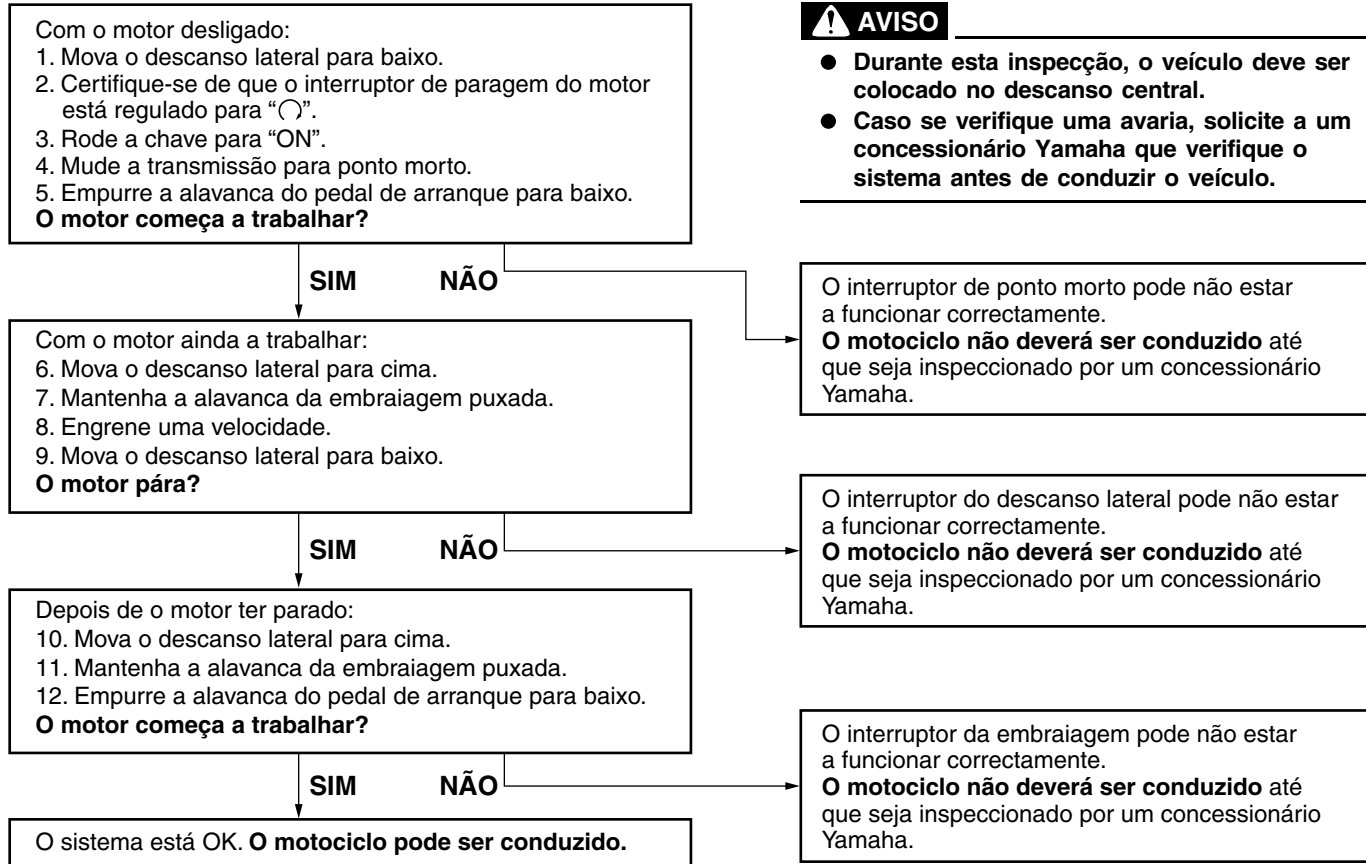 Com o motor desligado:
1. Mova o descanso lateral para baixo.
2. Certifique-se de que o interruptor de paragem do motor
está regulado para “○”.
3. Rode a chave para “ON”.
4. Mude a transmissão para ponto morto.
5. Empurre a alavanca do pedal de arranque para baixo.
O motor começa a trabalhar?
AVISO
● Durante esta inspecção, o veículo deve ser
colocado no descanso central.
● Caso se verifique uma avaria, solicite a um
concessionário Yamaha que verifique o
sistema antes de conduzir o veículo.
SIM NÃO
O interruptor de ponto morto pode não estar
a funcionar correctamente.
O motociclo não deverá ser conduzido até
que seja inspeccionado por um concessionário
Yamaha.
Com o motor ainda a trabalhar:
6. Mova o descanso lateral para cima.
7. Mantenha a alavanca da embraiagem puxada.
8. Engrene uma velocidade.
9. Mova o descanso lateral para baixo.
O motor pára?
SIM NÃO
O interruptor do descanso lateral pode não estar
a funcionar correctamente.
O motociclo não deverá ser conduzido até
que seja inspeccionado por um concessionário
Yamaha.
Depois de o motor ter parado:
10. Mova o descanso lateral para cima.
11. Mantenha a alavanca da embraiagem puxada.
12. Empurre a alavanca do pedal de arranque para baixo.
O motor começa a trabalhar?
SIM NÃO
O interruptor da embraiagem pode não estar
a funcionar correctamente.
O motociclo não deverá ser conduzido até
que seja inspeccionado por um concessionário
Yamaha.
O sistema está OK. O motociclo pode ser conduzido.